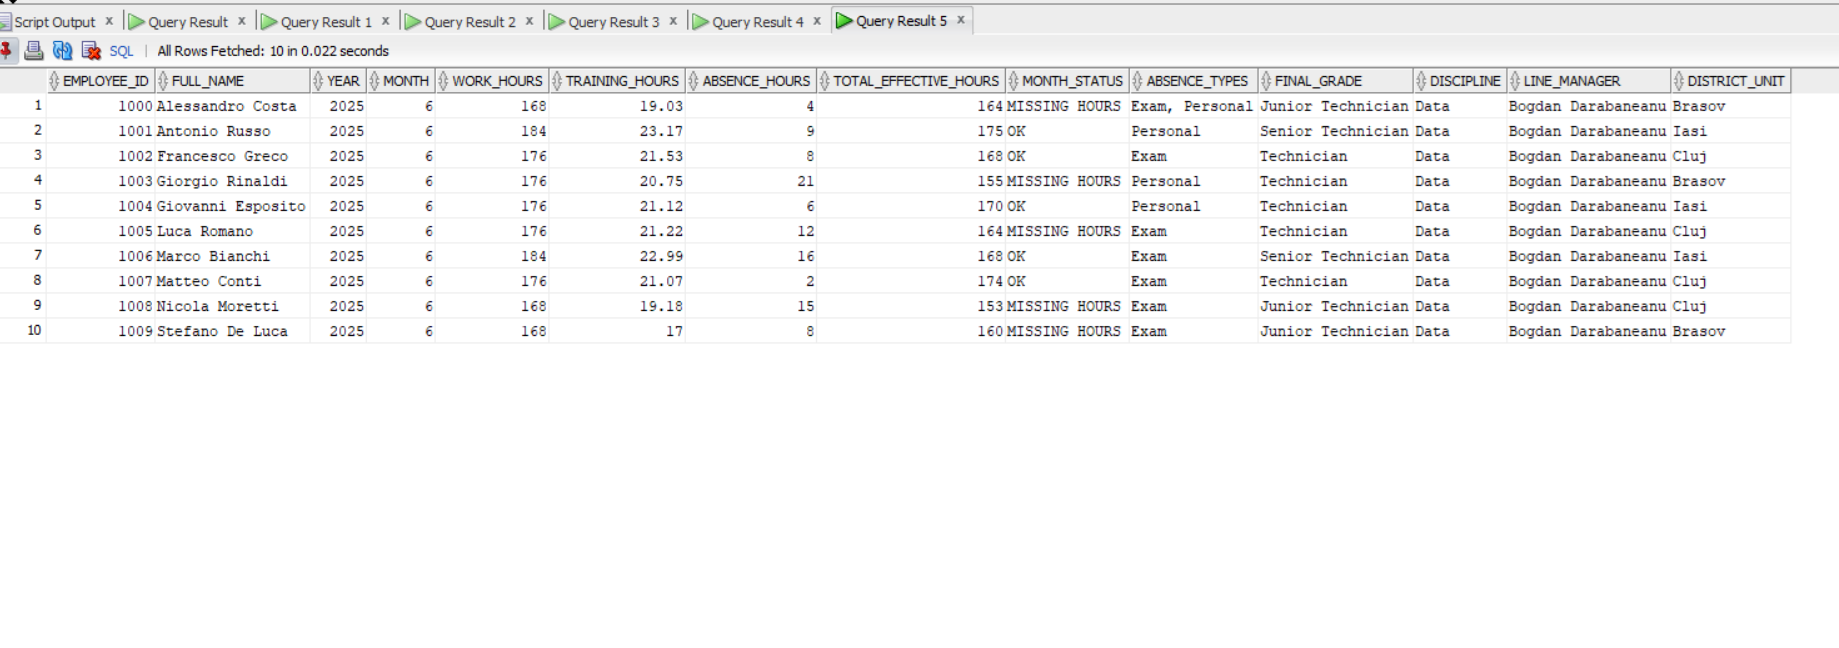 Script Output x Query Result x Query Result 1 x Query Result 2 x Query Result 3 x Query Result 4 x Query Result 5 x
SQL | All Rows Fetched: 10 in 0.022 seconds
EMPLOYEE_ID FULL_NAME YEAR MONTH WORK_HOURS TRAINING_HOURS ABSENCE_HOURS TOTAL_EFFECTIVE_HOURS MONTH_STATUS ABSENCE_TYPES FINAL_GRADE DISCIPLINE LINE_MANAGER DISTRICT_UNIT
1 1000 Alessandro Costa 2025 6 168 19.03 4 164 MISSING HOURS Exam, Personal Junior Technician Data Bogdan Darabaneanu Brasov
2 1001 Antonio Russo 2025 6 184 23.17 9 175 OK Personal Senior Technician Data Bogdan Darabaneanu Iasi
3 1002 Francesco Greco 2025 6 176 21.53 8 168 OK Exam Technician Data Bogdan Darabaneanu Cluj
4 1003 Giorgio Rinaldi 2025 6 176 20.75 21 155 MISSING HOURS Personal Technician Data Bogdan Darabaneanu Brasov
5 1004 Giovanni Esposito 2025 6 176 21.12 6 170 OK Personal Technician Data Bogdan Darabaneanu Iasi
6 1005 Luca Romano 2025 6 176 21.22 12 164 MISSING HOURS Exam Technician Data Bogdan Darabaneanu Cluj
7 1006 Marco Bianchi 2025 6 184 22.99 16 168 OK Exam Senior Technician Data Bogdan Darabaneanu Iasi
8 1007 Matteo Conti 2025 6 176 21.07 2 174 OK Exam Technician Data Bogdan Darabaneanu Cluj
9 1008 Nicola Moretti 2025 6 168 19.18 15 153 MISSING HOURS Exam Junior Technician Data Bogdan Darabaneanu Cluj
10 1009 Stefano De Luca 2025 6 168 17 8 160 MISSING HOURS Exam Junior Technician Data Bogdan Darabaneanu Brasov